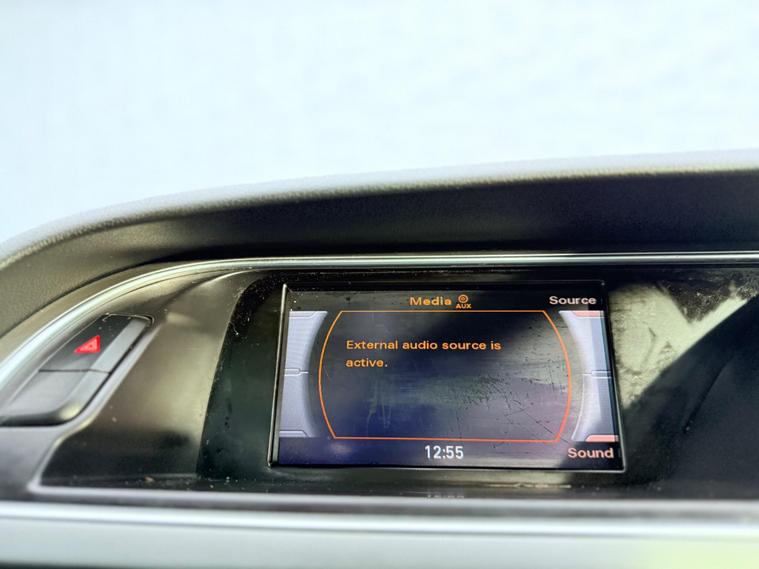 Media AUX Source
External audio source is
active.
12:55
Sound